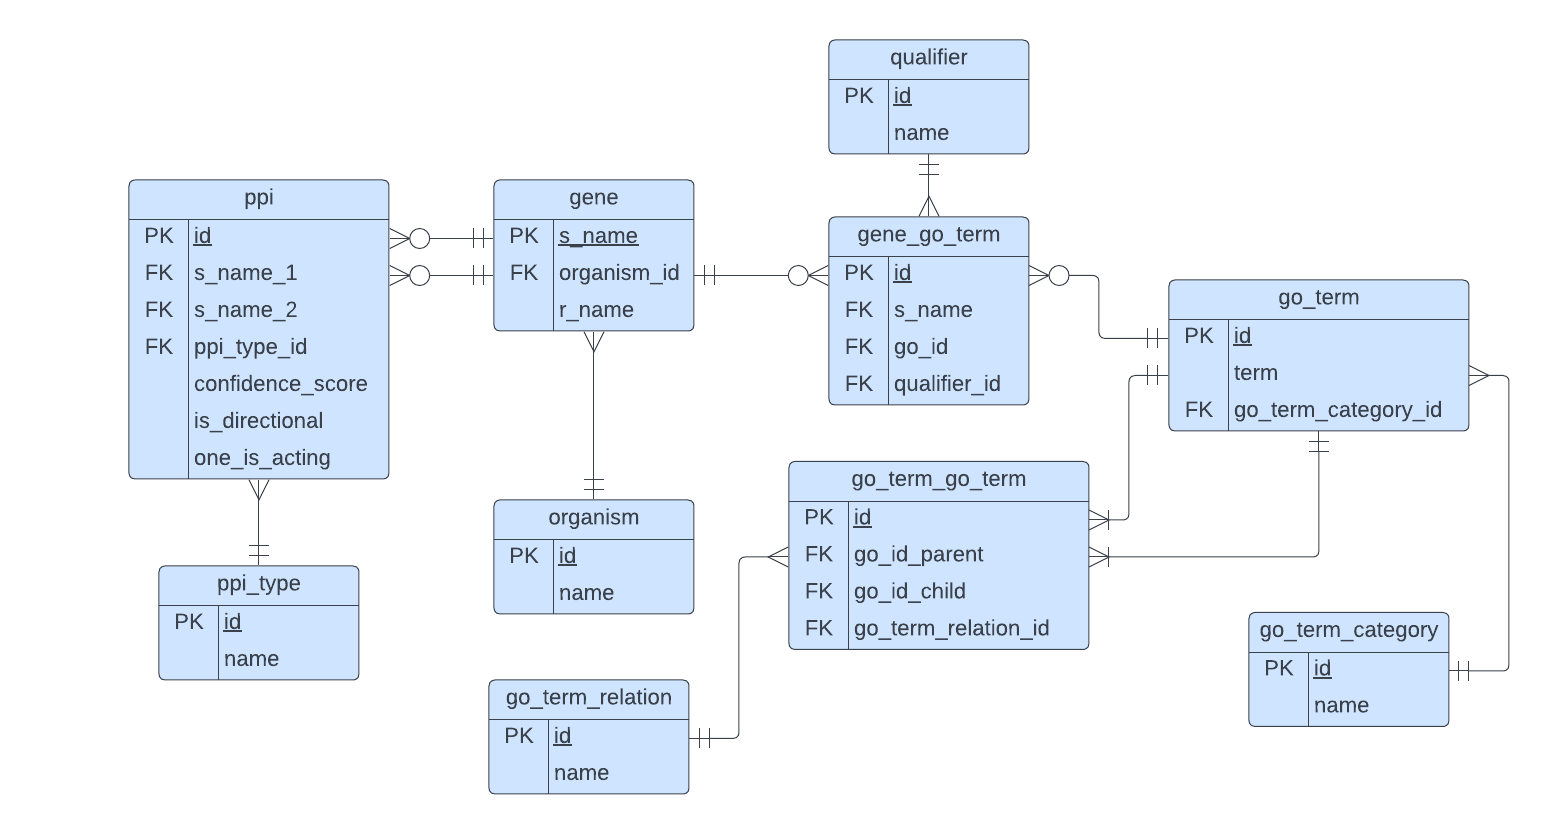 qualifier
PK id
name
ppi
PK id
FK s_name_1
FK s_name_2
FK ppi_type_id
confidence_score
is_directional
one_is_acting
gene
PK s_name
FK organism_id
r_name
gene_go_term
PK id
FK s_name
FK go_id
FK qualifier_id
go_term
PK id
term
FK go_term_category_id
go_term_go_term
PK id
FK go_id_parent
FK go_id_child
FK go_term_relation_id
organism
PK id
name
ppi_type
PK id
name
go_term_category
PK id
name
go_term_relation
PK id
name